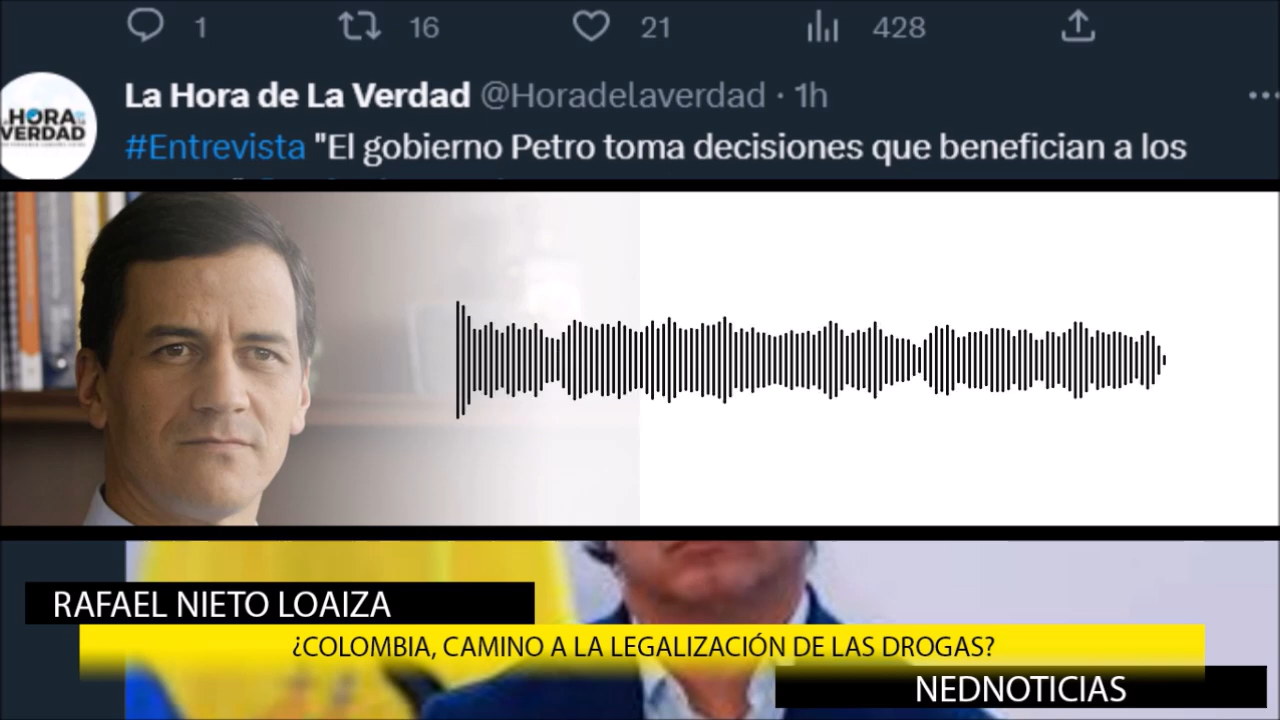 1 16 21 428
La Hora de La Verdad @Horadelaverdad · 1h
HORA
VERDAD
#Entrevista "El gobierno Petro toma decisiones que benefician a los
RAFAEL NIETO LOAIZA
¿COLOMBIA, CAMINO A LA LEGALIZACIÓN DE LAS DROGAS?
NEDNOTICIAS